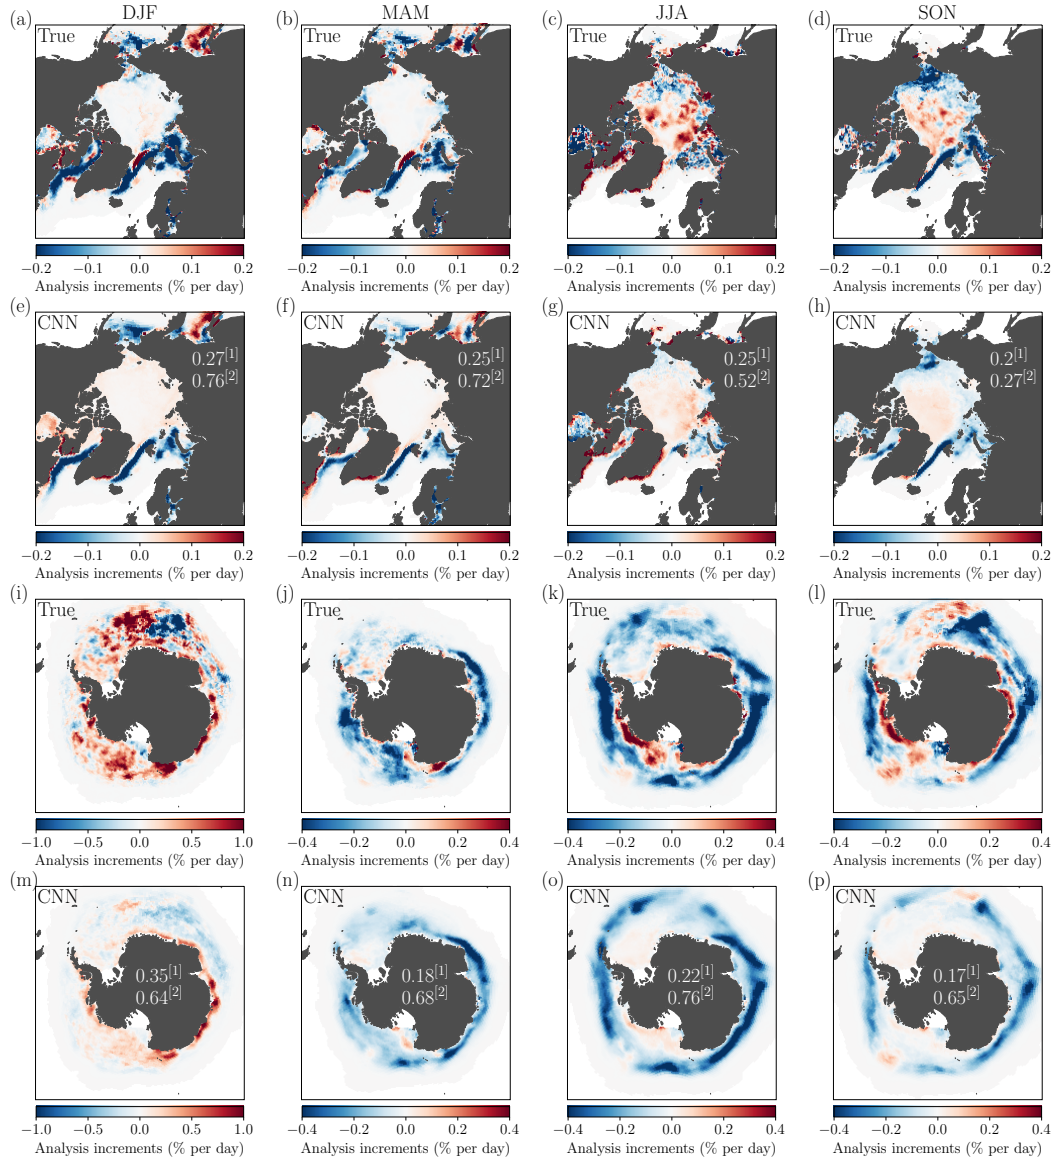 DJF MAM JJA SON
(a) (b) (c) (d)
True True True True
−0.2 −0.1 0.0 0.1 0.2 −0.2 −0.1 0.0 0.1 0.2 −0.2 −0.1 0.0 0.1 0.2 −0.2 −0.1 0.0 0.1 0.2
Analysis increments (% per day) Analysis increments (% per day) Analysis increments (% per day) Analysis increments (% per day)
(e) (f) (g) (h)
CNN CNN CNN CNN
0.27[1] 0.25[1] 0.25[1] 0.2[1]
0.76[2] 0.72[2] 0.52[2] 0.27[2]
−0.2 −0.1 0.0 0.1 0.2 −0.2 −0.1 0.0 0.1 0.2 −0.2 −0.1 0.0 0.1 0.2 −0.2 −0.1 0.0 0.1 0.2
Analysis increments (% per day) Analysis increments (% per day) Analysis increments (% per day) Analysis increments (% per day)
(i) (j) (k) (l)
True True True True
−1.0 −0.5 0.0 0.5 1.0 −0.4 −0.2 0.0 0.2 0.4 −0.4 −0.2 0.0 0.2 0.4 −0.4 −0.2 0.0 0.2 0.4
Analysis increments (% per day) Analysis increments (% per day) Analysis increments (% per day) Analysis increments (% per day)
(m) (n) (o) (p)
CNN CNN CNN CNN
0.35[1] 0.18[1] 0.22[1] 0.17[1]
0.64[2] 0.68[2] 0.76[2] 0.65[2]
−1.0 −0.5 0.0 0.5 1.0 −0.4 −0.2 0.0 0.2 0.4 −0.4 −0.2 0.0 0.2 0.4 −0.4 −0.2 0.0 0.2 0.4
Analysis increments (% per day) Analysis increments (% per day) Analysis increments (% per day) Analysis increments (% per day)